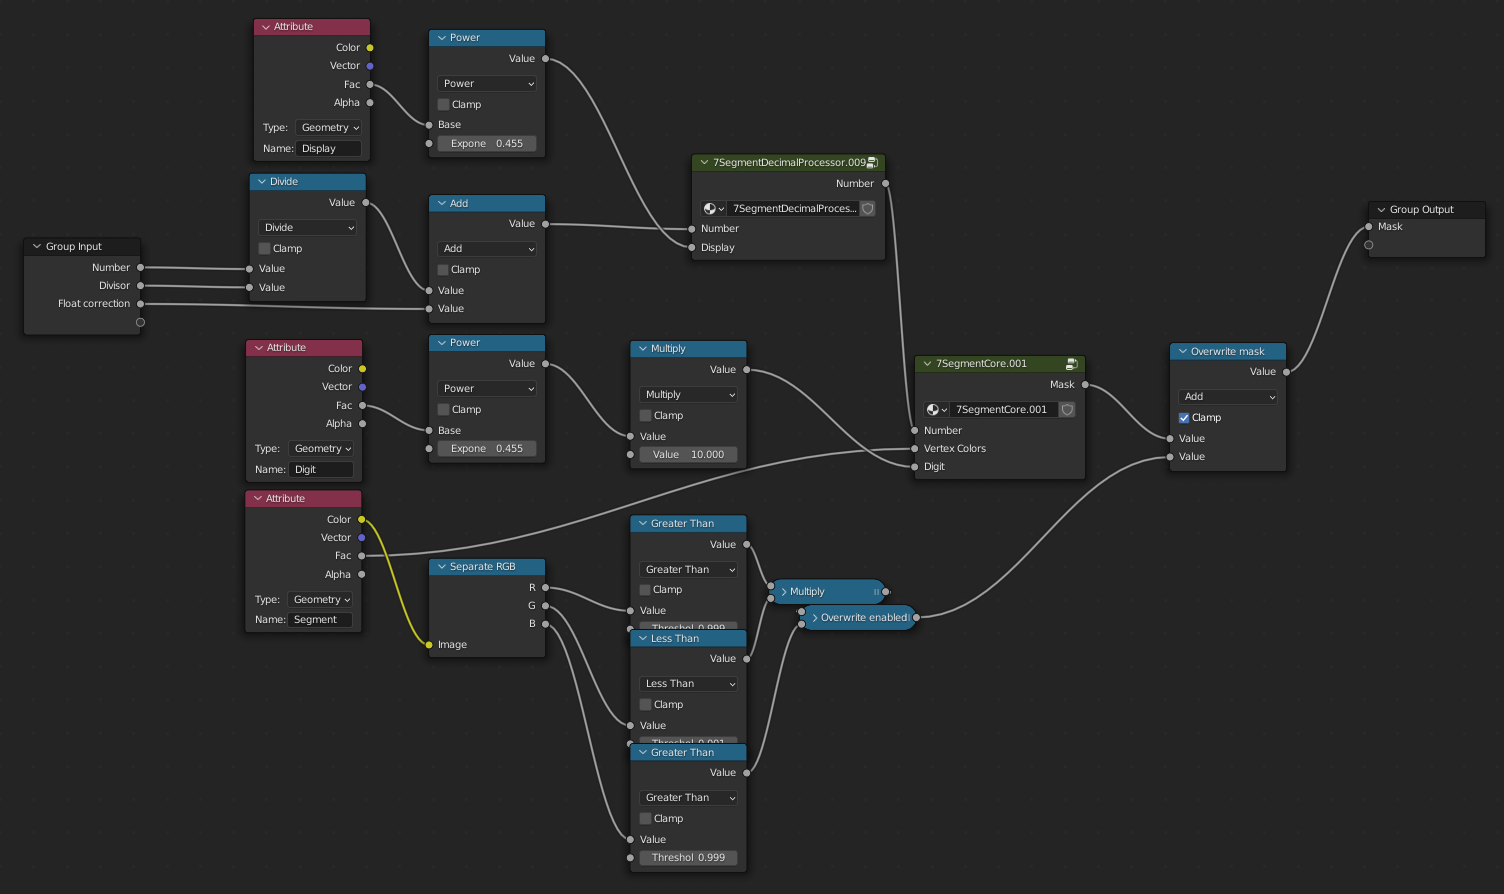 Attribute
Color
Vector
Fac
Alpha
Type: Geometry
Name: Display
Power
Value
Power
Clamp
Base
Expone 0.455
Divide
Value
Divide
Clamp
Value
Value
Add
Value
Add
Clamp
Value
Value
Group Input
Number
Divisor
Float correction
7SegmentDecimalProcessor.009
Number
7SegmentDecimalProces...
Number
Display
Group Output
Mask
Attribute
Color
Vector
Fac
Alpha
Type: Geometry
Name: Digit
Power
Value
Power
Clamp
Base
Expone 0.455
Multiply
Value
Multiply
Clamp
Value
Value 10.000
7SegmentCore.001
Mask
7SegmentCore.001
Number
Vertex Colors
Digit
Overwrite mask
Value
Add
Clamp
Value
Value
Attribute
Color
Vector
Fac
Alpha
Type: Geometry
Name: Segment
Separate RGB
R
G
B
Image
Greater Than
Value
Greater Than
Clamp
Value
Threshol 0.999
Less Than
Value
Less Than
Clamp
Value
Threshol 0.001
Greater Than
Value
Greater Than
Clamp
Value
Threshol 0.999
Multiply
Overwrite enabled